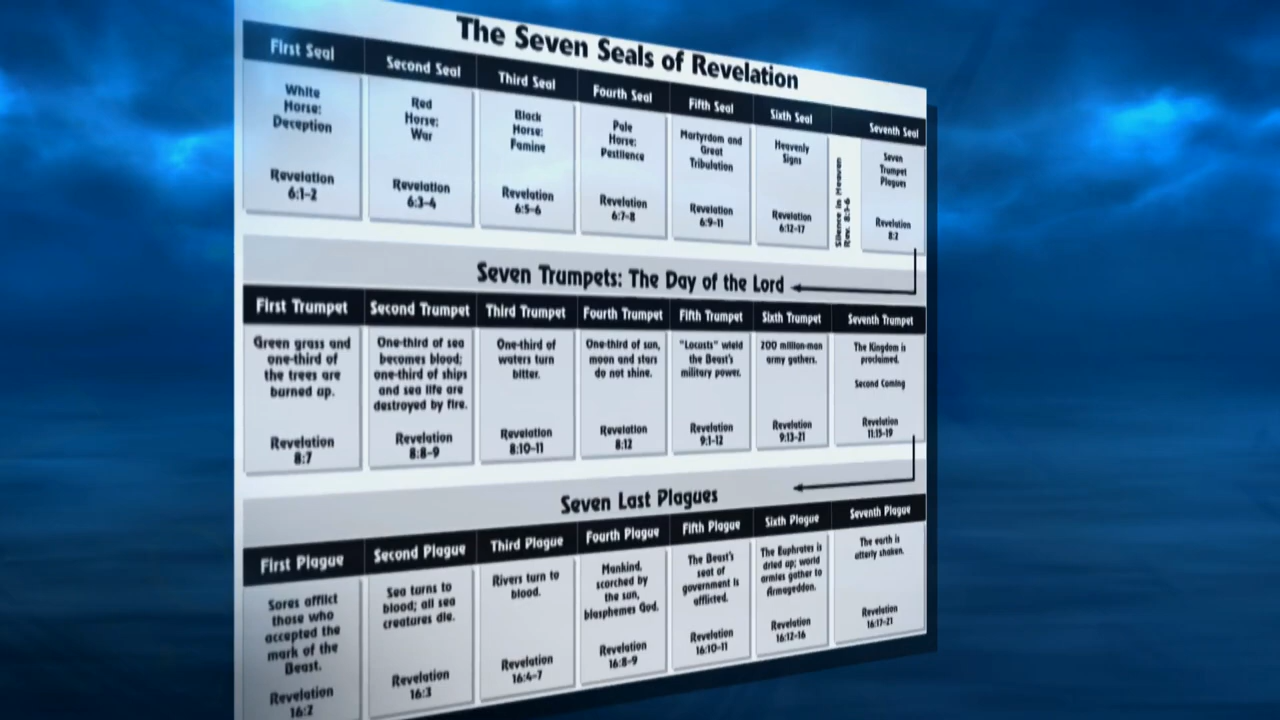 The Seven Seals of Revelation
First Seal
White
Horse:
Deception
Revelation
6:1-2
Second Seal
Red
Horse:
War
Revelation
6:3-4
Third Seal
Black
Horse:
Famine
Revelation
6:5-6
Fourth Seal
Pale
Horse:
Pestilence
Revelation
6:7-8
Fifth Seal
Martyrdom and
Great
Tribulation
Revelation
6:9-11
Sixth Seal
Heavenly
Signs
Revelation
6:12-17
Silence in Heaven
Rev. 8:1-6
Seventh Seal
Seven
Trumpet
Plagues
Revelation
8:2
Seven Trumpets: The Day of the Lord
First Trumpet
Green grass and
one-third of
the trees are
burned up.
Revelation
8:7
Second Trumpet
One-third of sea
becomes blood;
one-third of ships
and sea life are
destroyed by fire.
Revelation
8:8-9
Third Trumpet
One-third of
waters turn
bitter.
Revelation
8:10-11
Fourth Trumpet
One-third of sun,
moon and stars
do not shine.
Revelation
8:12
Fifth Trumpet
"Locusts" wield
the Beast's
military power.
Revelation
9:1-12
Sixth Trumpet
200 million-man
army gathers.
Revelation
9:13-21
Seventh Trumpet
The Kingdom is
proclaimed.
Second Coming
Revelation
11:15-19
Seven Last Plagues
First Plague
Sores afflict
those who
accepted the
mark of the
Beast.
Revelation
16:2
Second Plague
Sea turns to
blood; all sea
creatures die.
Revelation
16:3
Third Plague
Rivers turn to
blood.
Revelation
16:4-7
Fourth Plague
Mankind,
scorched by
the sun,
blasphemes God.
Revelation
16:8-9
Fifth Plague
The Beast's
seat of
government is
afflicted.
Revelation
16:10-11
Sixth Plague
The Euphrates is
dried up; world
armies gather to
Armageddon.
Revelation
16:12-16
Seventh Plague
The earth is
utterly shaken.
Revelation
16:17-21